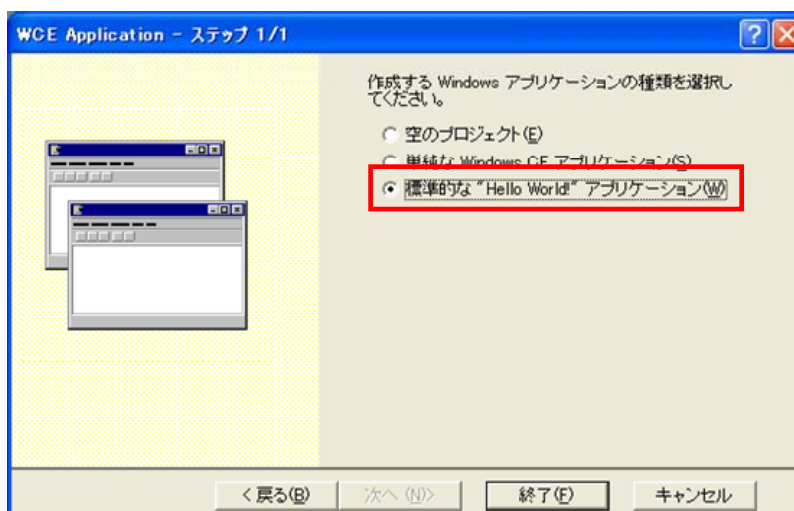 WCE Application - ステップ 1/1
作成する Windows アプリケーションの種類を選択し
てください。
空のプロジェクト(E)
単純な Windows CE アプリケーション(S)
標準的な "Hello World!" アプリケーション(W)
< 戻る(B)
次へ (N)>
終了(F)
キャンセル